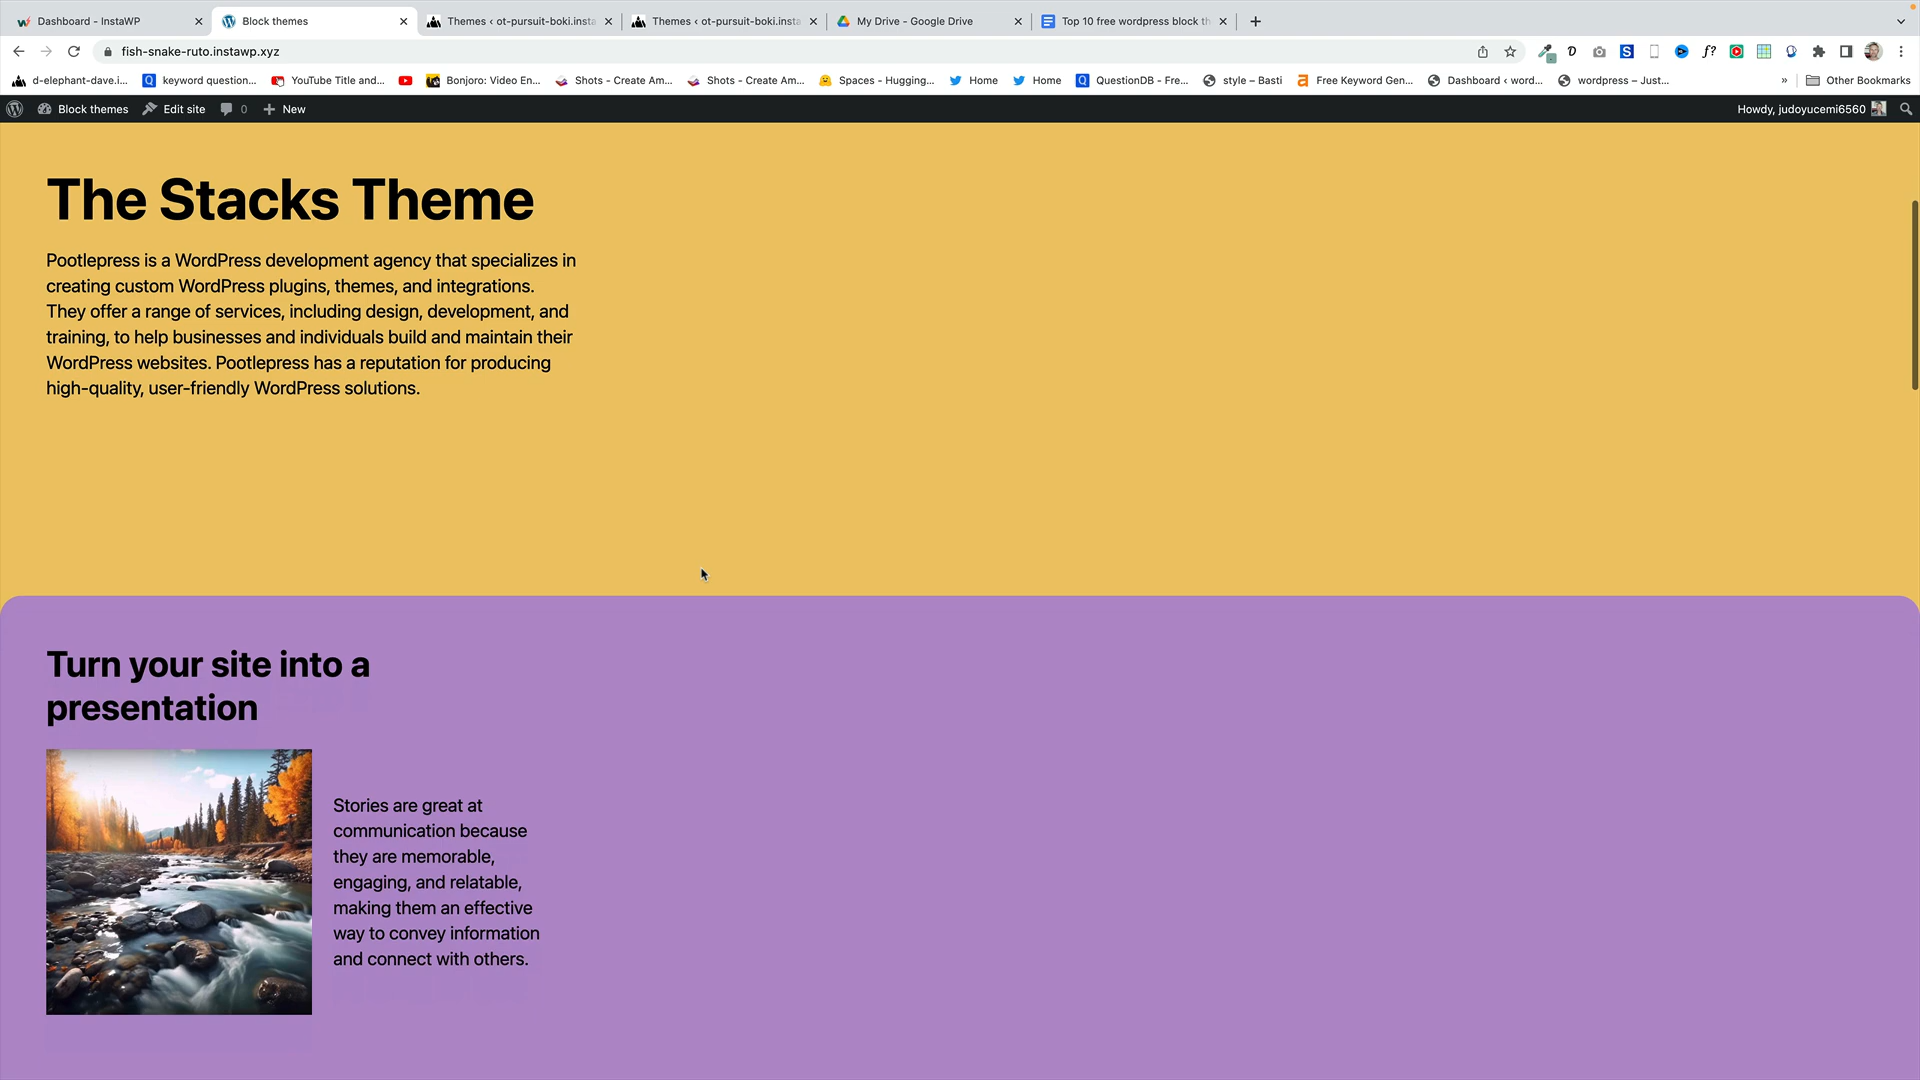 Dashboard - InstaWP
Block themes
Themes ‹ ot-pursuit-boki.insta
Themes ‹ ot-pursuit-boki.insta
My Drive - Google Drive
Top 10 free wordpress block th
fish-snake-ruto.instawp.xyz
d-elephant-dave.i...
keyword question...
YouTube Title and...
Bonjoro: Video En...
Shots - Create Am...
Shots - Create Am...
Spaces - Hugging...
Home
Home
QuestionDB - Fre...
style – Basti
Free Keyword Gen...
Dashboard ‹ word...
wordpress – Just...
»
Other Bookmarks
Block themes
Edit site
0
New
Howdy, judoyucemi6560
The Stacks Theme
Pootlepress is a WordPress development agency that specializes in
creating custom WordPress plugins, themes, and integrations.
They offer a range of services, including design, development, and
training, to help businesses and individuals build and maintain their
WordPress websites. Pootlepress has a reputation for producing
high-quality, user-friendly WordPress solutions.
Turn your site into a
presentation
Stories are great at
communication because
they are memorable,
engaging, and relatable,
making them an effective
way to convey information
and connect with others.